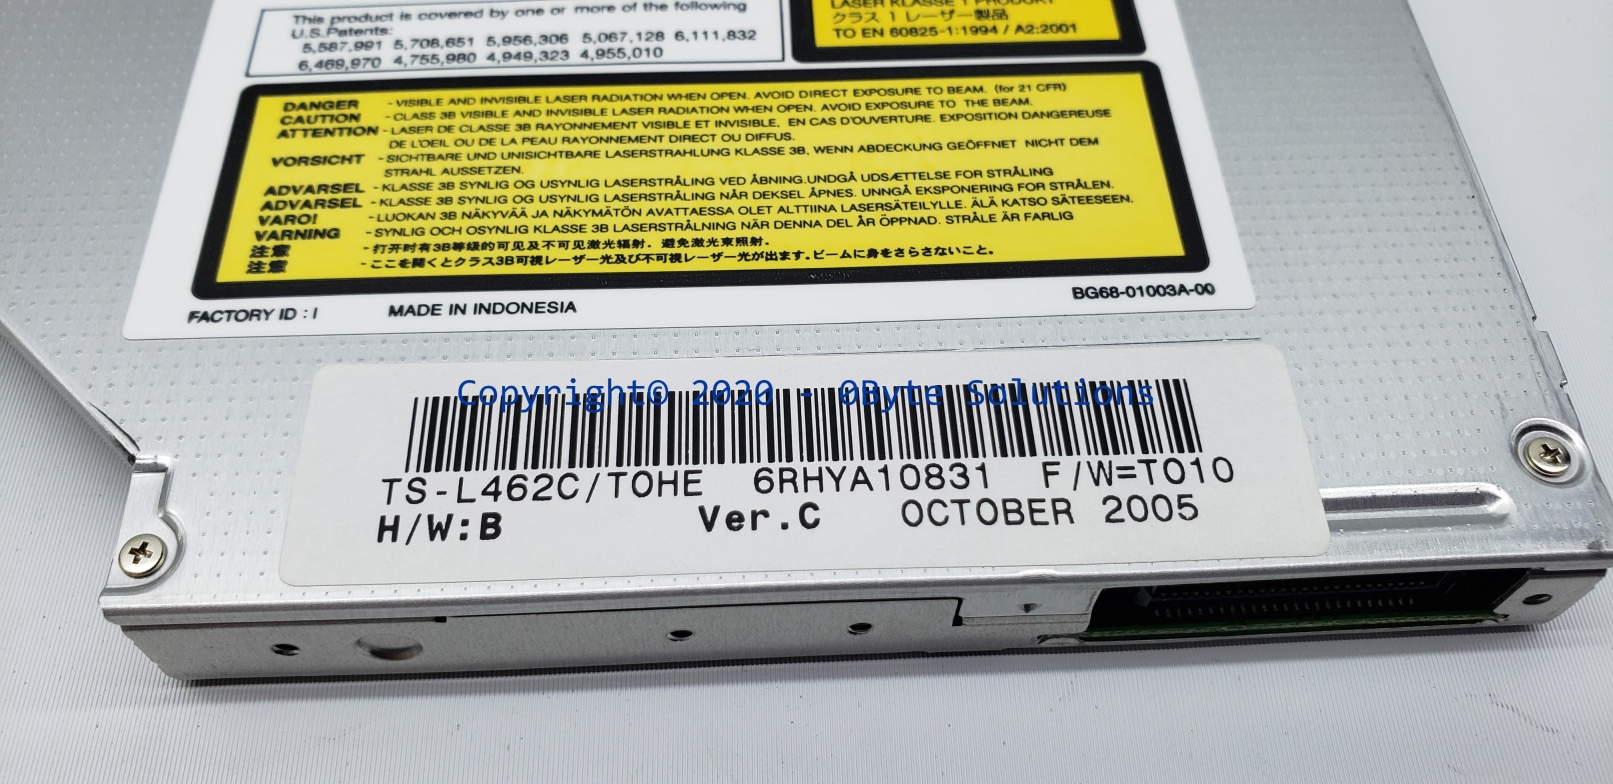 This product is covered by one or more of the following
U.S.Patents:
5,587,991 5,708,651 5,956,306 5,067,128 6,111,832
6,469,970 4,755,980 4,949,323 4,955,010
LASER KLASSE 1 PRODUKT
クラス 1 レーザー製品
TO EN 60825-1:1994 / A2:2001
DANGER - VISIBLE AND INVISIBLE LASER RADIATION WHEN OPEN. AVOID DIRECT EXPOSURE TO BEAM. (for 21 CFR)
CAUTION - CLASS 3B VISIBLE AND INVISIBLE LASER RADIATION WHEN OPEN. AVOID EXPOSURE TO THE BEAM.
ATTENTION - LASER DE CLASSE 3B RAYONNEMENT VISIBLE ET INVISIBLE, EN CAS D'OUVERTURE. EXPOSITION DANGEREUSE
DE L'OEIL OU DE LA PEAU RAYONNEMENT DIRECT OU DIFFUS.
VORSICHT - SICHTBARE UND UNISICHTBARE LASERSTRAHLUNG KLASSE 3B, WENN ABDECKUNG GEÖFFNET NICHT DEM
STRAHL AUSSETZEN.
ADVARSEL - KLASSE 3B SYNLIG OG USYNLIG LASERSTRÅLING VED ÅBNING.UNDGÅ UDSÆTTELSE FOR STRÅLING
ADVARSEL - KLASSE 3B SYNLIG OG USYNLIG LASERSTRÅLING NÅR DEKSEL ÅPNES. UNNGÅ EKSPONERING FOR STRÅLEN.
VARO! - LUOKAN 3B NÄKYVÄÄ JA NÄKYMÄTÖN AVATTAESSA OLET ALTTIINA LASERSÄTEILYLLE. ÄLÄ KATSO SÄTEESEEN.
VARNING - SYNLIG OCH OSYNLIG KLASSE 3B LASERSTRÅLNING NÄR DENNA DEL ÅR ÖPPNAD. STRÅLE ÄR FARLIG
注意 - 打开时有3B等级的可见及不可见激光辐射. 避免激光束照射.
注意 - ここを開くとクラス3B可視レーザー光及び不可視レーザー光が出ます.ビームに身をさらさないこと。
FACTORY ID : I MADE IN INDONESIA BG68-01003A-00
Copyright© 2020 - 0Byte Solutions
TS-L462C/TOHE 6RHYA10831 F/W=TO10
H/W:B Ver.C OCTOBER 2005